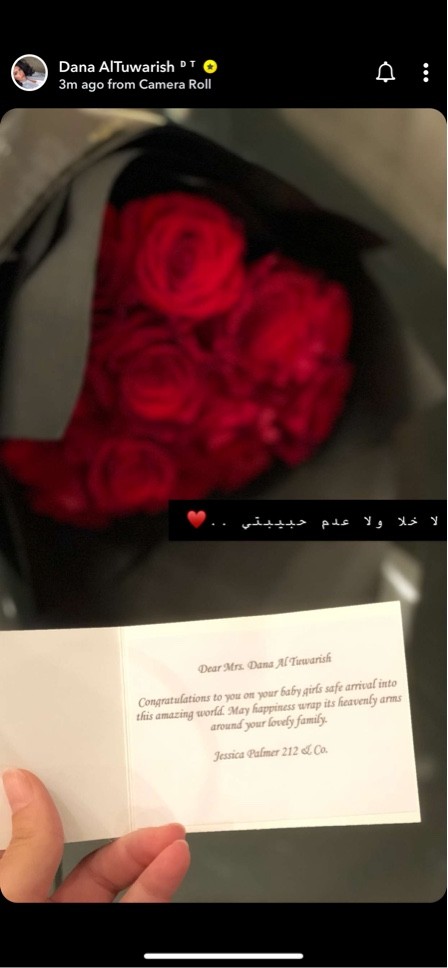 Dana AlTuwarish ᴰ ᵀ
3m ago from Camera Roll
لا خلا ولا عدم حبيبتي ..❤️
Dear Mrs. Dana Al Tuwarish
Congratulations to you on your baby girls safe arrival into
this amazing world. May happiness wrap its heavenly arms
around your lovely family.
Jessica Palmer 212 & Co.